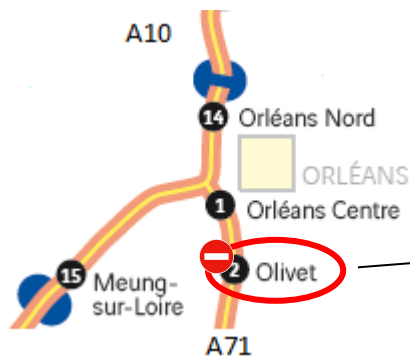 A10
14 Orléans Nord
ORLÉANS
1 Orléans Centre
2 Olivet
15 Meung-
sur-Loire
A71